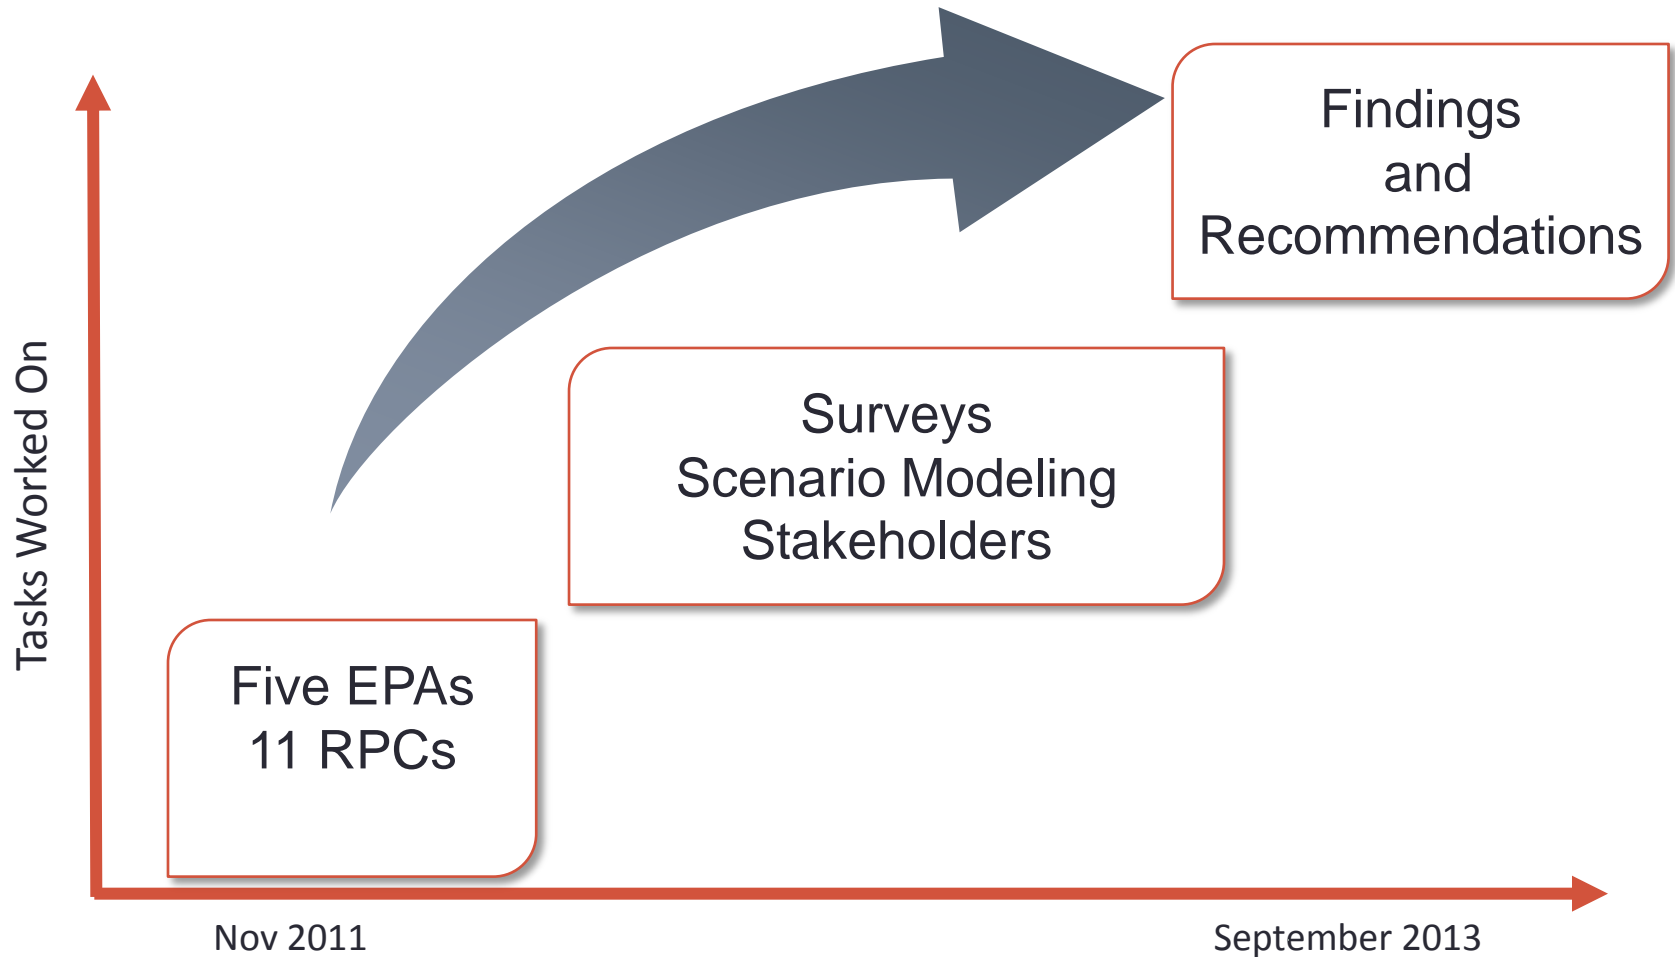 Findings
and
Recommendations
Surveys
Scenario Modeling
Stakeholders
Five EPAs
11 RPCs
Tasks Worked On
Nov 2011
September 2013